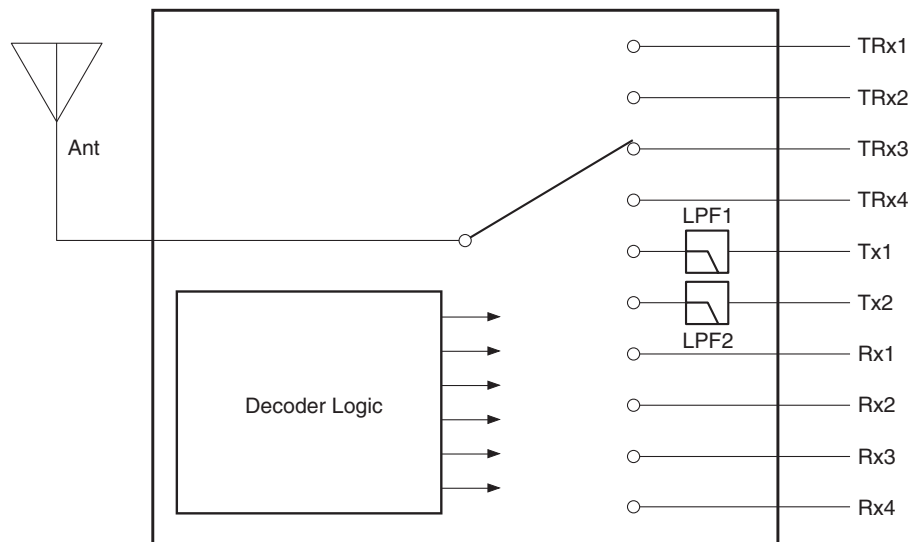 Ant
Decoder Logic
LPF1
LPF2
TRx1
TRx2
TRx3
TRx4
Tx1
Tx2
Rx1
Rx2
Rx3
Rx4